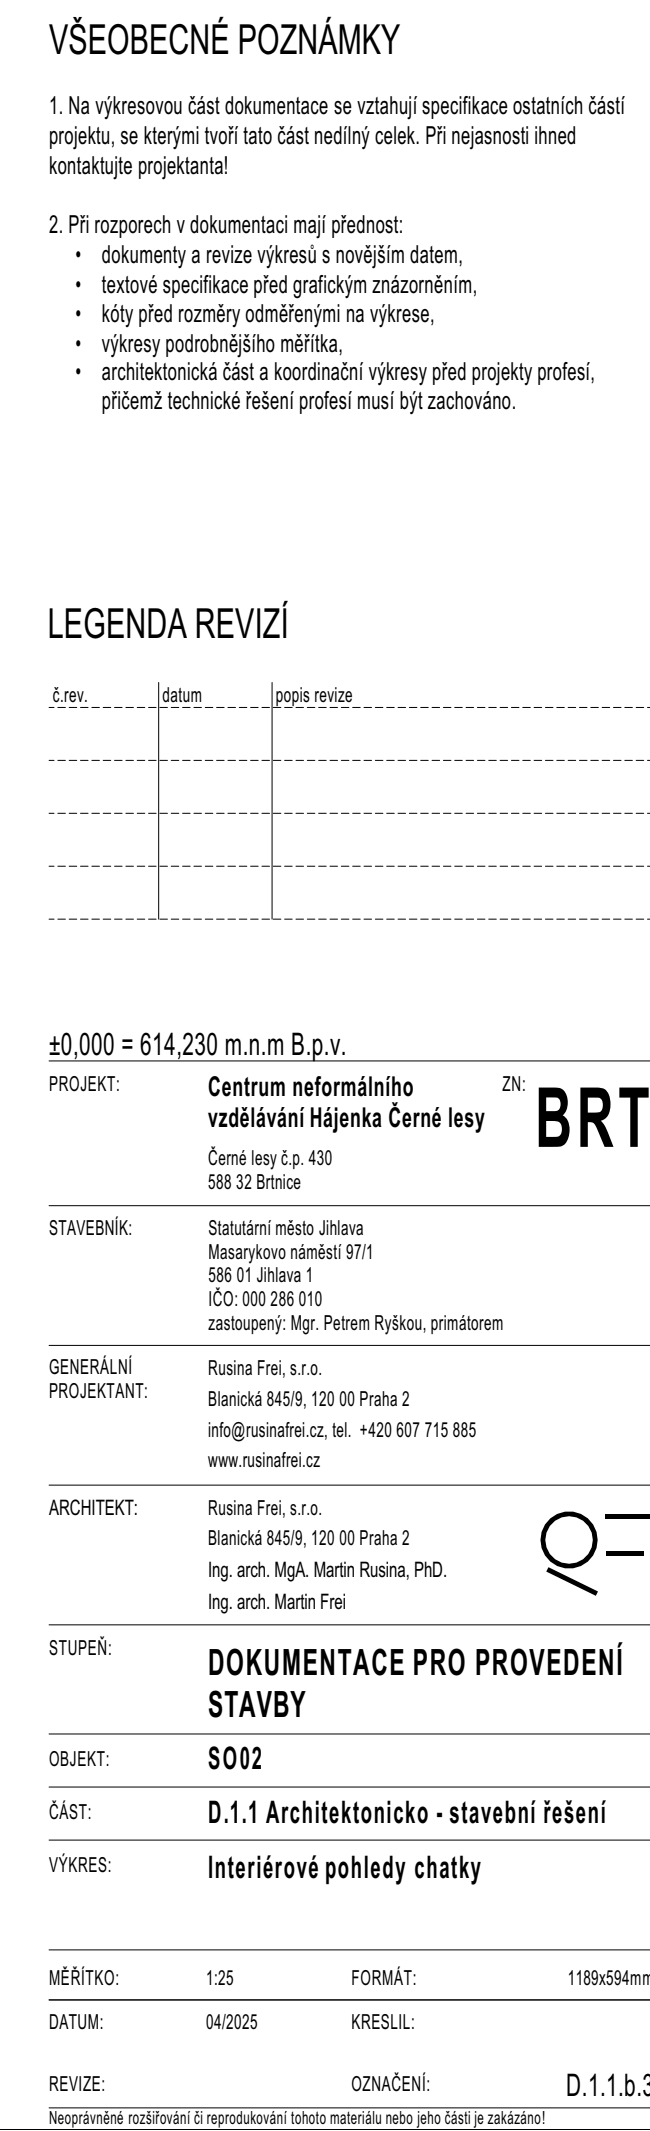 VŠEOBECNÉ POZNÁMKY
1. Na výkresovou část dokumentace se vztahují specifikace ostatních částí
projektu, se kterými tvoří tato část nedílný celek. Při nejasnosti ihned
kontaktujte projektanta!
2. Při rozporech v dokumentaci mají přednost:
• dokumenty a revize výkresů s novějším datem,
• textové specifikace před grafickým znázorněním,
• kóty před rozměry odměřenými na výkrese,
• výkresy podrobnějšího měřítka,
• architektonická část a koordinační výkresy před projekty profesí,
přičemž technické řešení profesí musí být zachováno.
LEGENDA REVIZÍ
č.rev. datum popis revize
±0,000 = 614,230 m.n.m B.p.v.
PROJEKT: Centrum neformálního ZN: BRT
vzdělávání Hájenka Černé lesy
Černé lesy č.p. 430
588 32 Brtnice
STAVEBNÍK: Statutární město Jihlava
Masarykovo náměstí 97/1
586 01 Jihlava 1
IČO: 000 286 010
zastoupený: Mgr. Petrem Ryškou, primátorem
GENERÁLNÍ Rusina Frei, s.r.o.
PROJEKTANT: Blanická 845/9, 120 00 Praha 2
info@rusinafrei.cz, tel. +420 607 715 885
www.rusinafrei.cz
ARCHITEKT: Rusina Frei, s.r.o.
Blanická 845/9, 120 00 Praha 2
Ing. arch. MgA. Martin Rusina, PhD.
Ing. arch. Martin Frei
STUPEŇ: DOKUMENTACE PRO PROVEDENÍ
STAVBY
OBJEKT: SO02
ČÁST: D.1.1 Architektonicko - stavební řešení
VÝKRES: Interiérové pohledy chatky
MĚŘÍTKO: 1:25 FORMÁT: 1189x594mm
DATUM: 04/2025 KRESLIL:
REVIZE: OZNAČENÍ: D.1.1.b.3
Neoprávněné rozšiřování či reprodukování tohoto materiálu nebo jeho části je zakázáno!